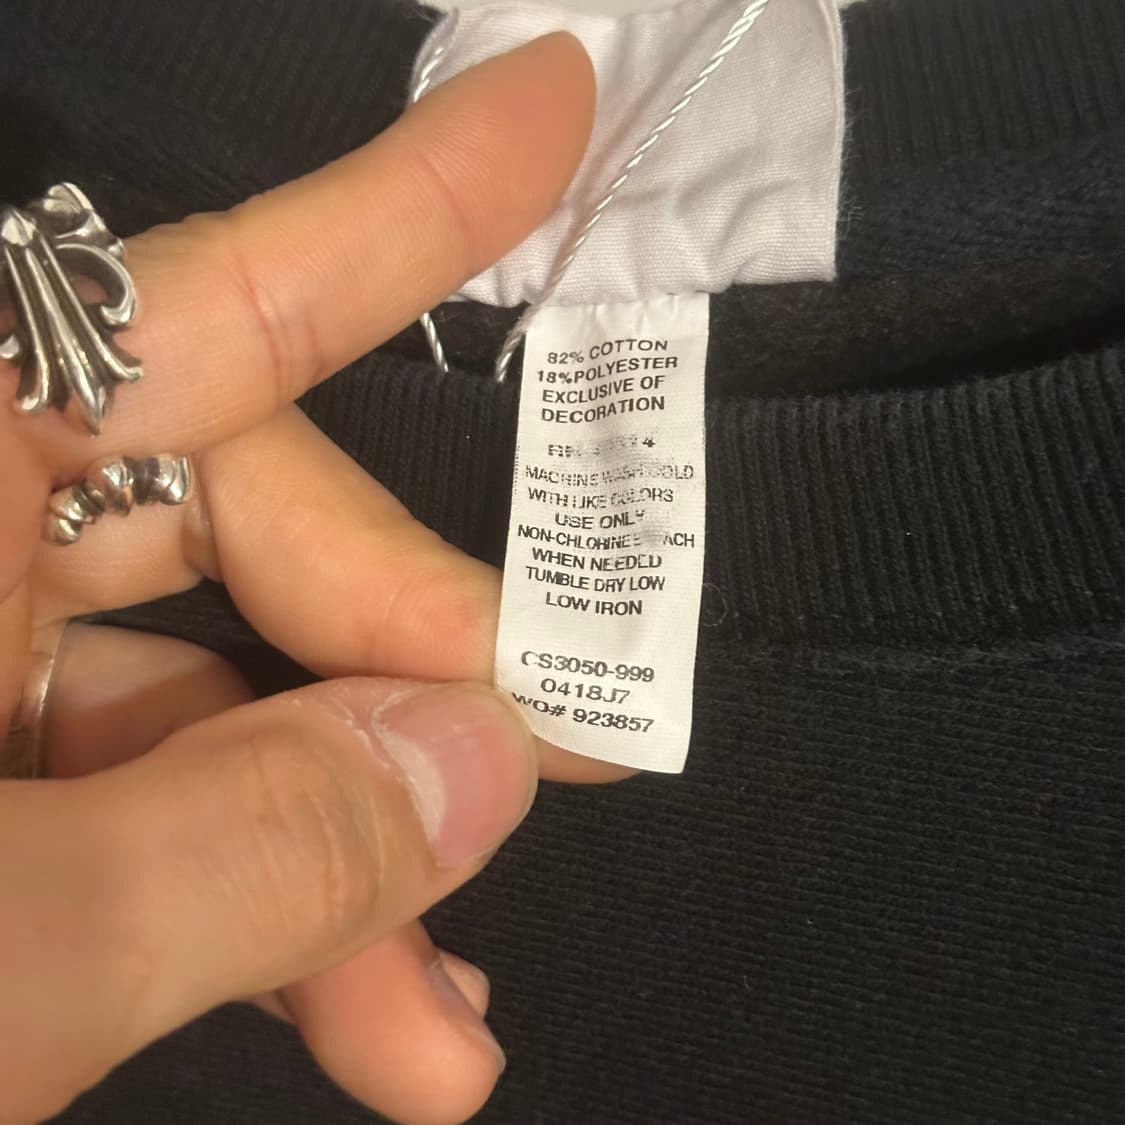 82% COTTON
18%POLYESTER
EXCLUSIVE OF
DECORATION
MACHINE WASH COLD
WITH LIKE COLORS
USE ONLY
NON-CHLORINE
WHEN NEEDED
TUMBLE DRY LOW
LOW IRON
CS3050-999
0418J7
WO# 923857